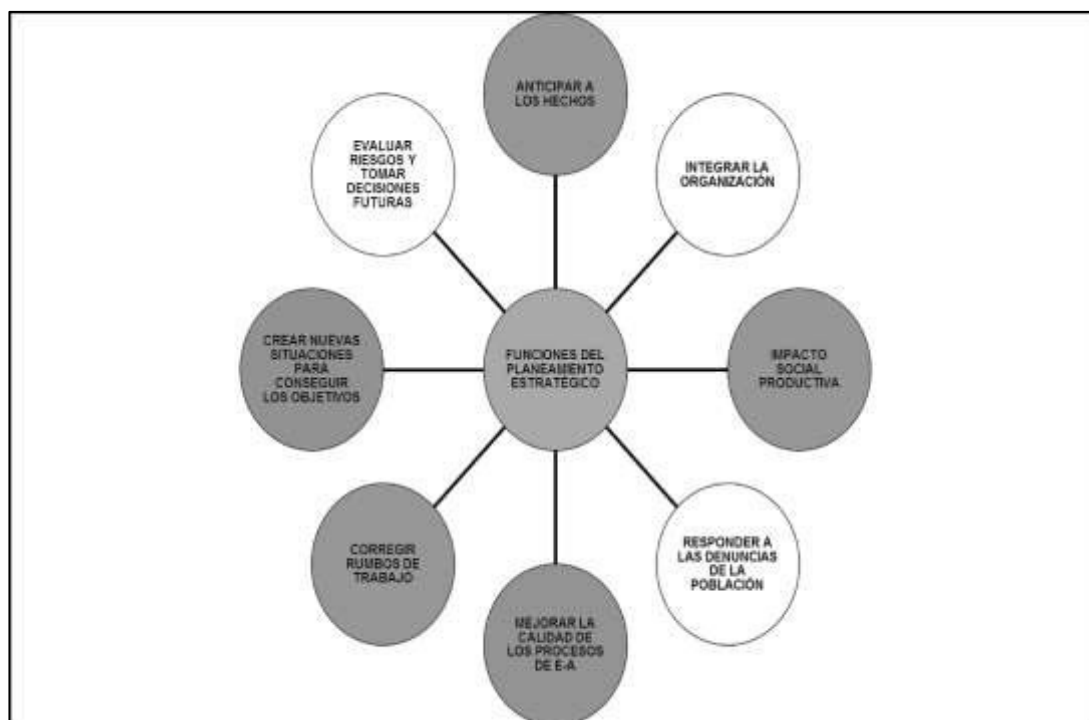 ANTICIPAR A
LOS HECHOS
EVALUAR
RIESGOS Y
TOMAR
DECISIONES
FUTURAS
INTEGRAR LA
ORGANIZACIÓN
CREAR NUEVAS
SITUACIONES
PARA
CONSEGUIR
LOS OBJETIVOS
FUNCIONES DEL
PLANEAMIENTO
ESTRATÉGICO
IMPACTO
SOCIAL
PRODUCTIVA
CORREGIR
RUMBOS DE
TRABAJO
RESPONDER A
LAS DENUNCIAS
DE LA
POBLACIÓN
MEJORAR LA
CALIDAD DE
LOS PROCESOS
DE E-A